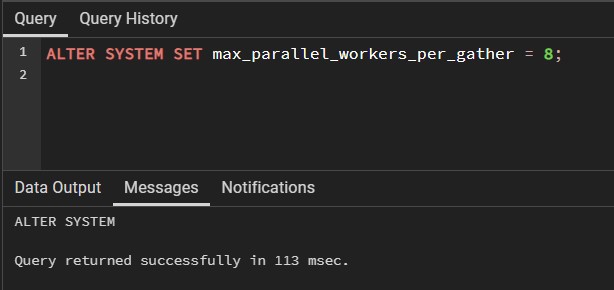 Query Query History
1 ALTER SYSTEM SET max_parallel_workers_per_gather = 8;
2
Data Output Messages Notifications
ALTER SYSTEM
Query returned successfully in 113 msec.